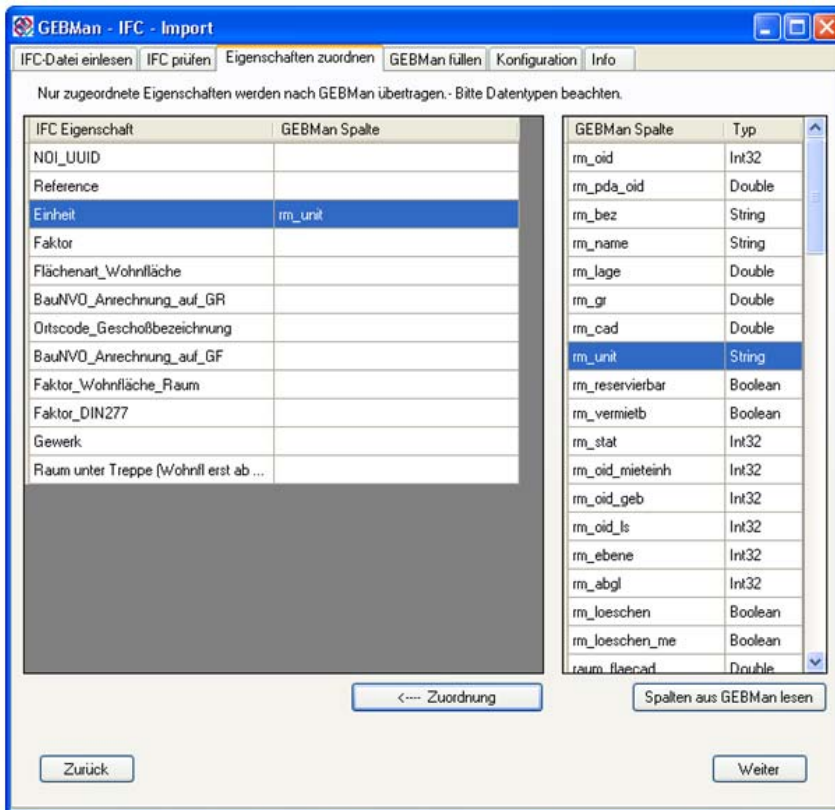 GEBMan - IFC - Import
IFC-Datei einlesen IFC prüfen Eigenschaften zuordnen GEBMan füllen Konfiguration Info
Nur zugeordnete Eigenschaften werden nach GEBMan übertragen.- Bitte Datentypen beachten.
IFC Eigenschaft GEBMan Spalte
NOI_UUID
Reference
Einheit rm_unit
Faktor
Flächenart_Wohnfläche
BauNVO_Anrechnung_auf_GR
Ortscode_Geschoßbezeichnung
BauNVO_Anrechnung_auf_GF
Faktor_Wohnfläche_Raum
Faktor_DIN277
Gewerk
Raum unter Treppe (Wohnfl erst ab ...
GEBMan Spalte Typ
rm_oid Int32
rm_pda_oid Double
rm_bez String
rm_name String
rm_lage Double
rm_gr Double
rm_cad Double
rm_unit String
rm_reservierbar Boolean
rm_vermietb Boolean
rm_stat Int32
rm_oid_mieteinh Int32
rm_oid_geb Int32
rm_oid_ls Int32
rm_ebene Int32
rm_abgl Int32
rm_loeschen Boolean
rm_loeschen_me Boolean
raum_flaecad Double
<---- Zuordnung
Spalten aus GEBMan lesen
Zurück
Weiter